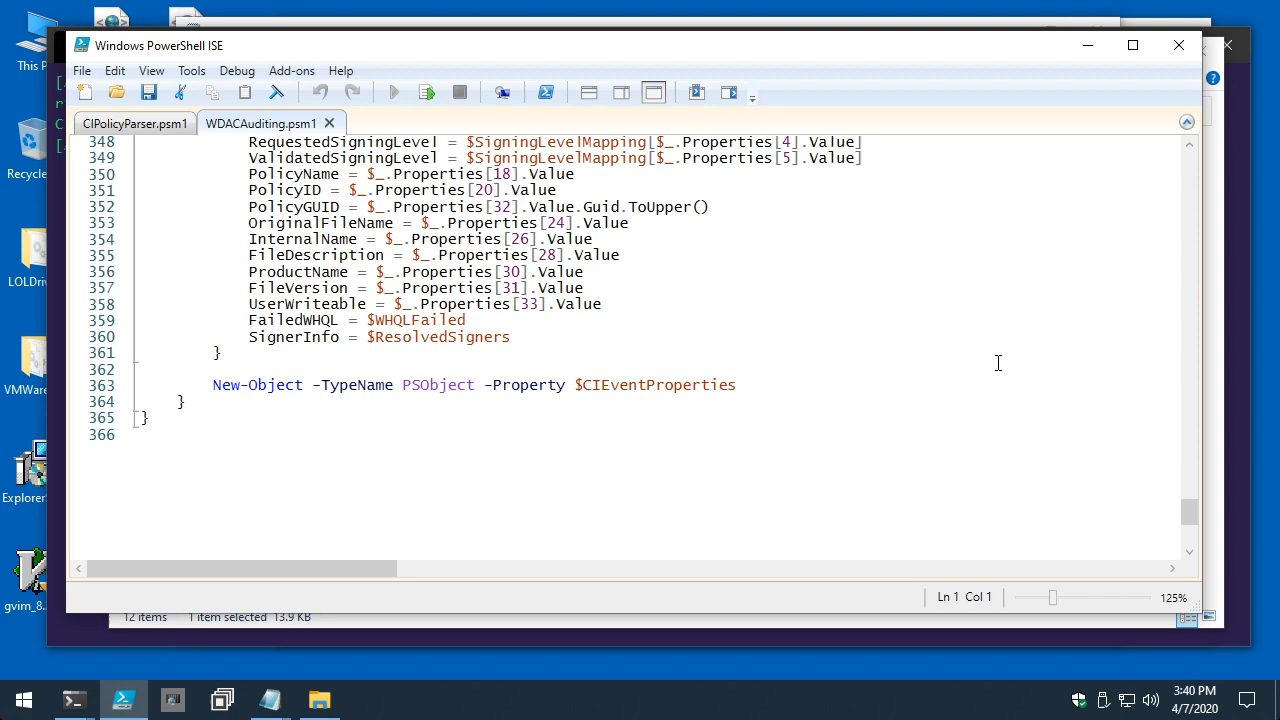 This P
Recycle
LOLDriv
VMWare
Explorer
gvim_8.
Windows PowerShell ISE
File Edit View Tools Debug Add-ons Help
CIPolicyParser.psm1 WDACAuditing.psm1
348 RequestedSigningLevel = $SigningLevelMapping[$_.Properties[4].Value]
349 ValidatedSigningLevel = $SigningLevelMapping[$_.Properties[5].Value]
350 PolicyName = $_.Properties[18].Value
351 PolicyID = $_.Properties[20].Value
352 PolicyGUID = $_.Properties[32].Value.Guid.ToUpper()
353 OriginalFileName = $_.Properties[24].Value
354 InternalName = $_.Properties[26].Value
355 FileDescription = $_.Properties[28].Value
356 ProductName = $_.Properties[30].Value
357 FileVersion = $_.Properties[31].Value
358 UserWriteable = $_.Properties[33].Value
359 FailedWHQL = $WHQLFailed
360 SignerInfo = $ResolvedSigners
361 }
362
363 New-Object -TypeName PSObject -Property $CIEventProperties
364 }
365 }
366
Ln 1 Col 1 125%
12 items 1 item selected 13.9 KB
3:40 PM
4/7/2020